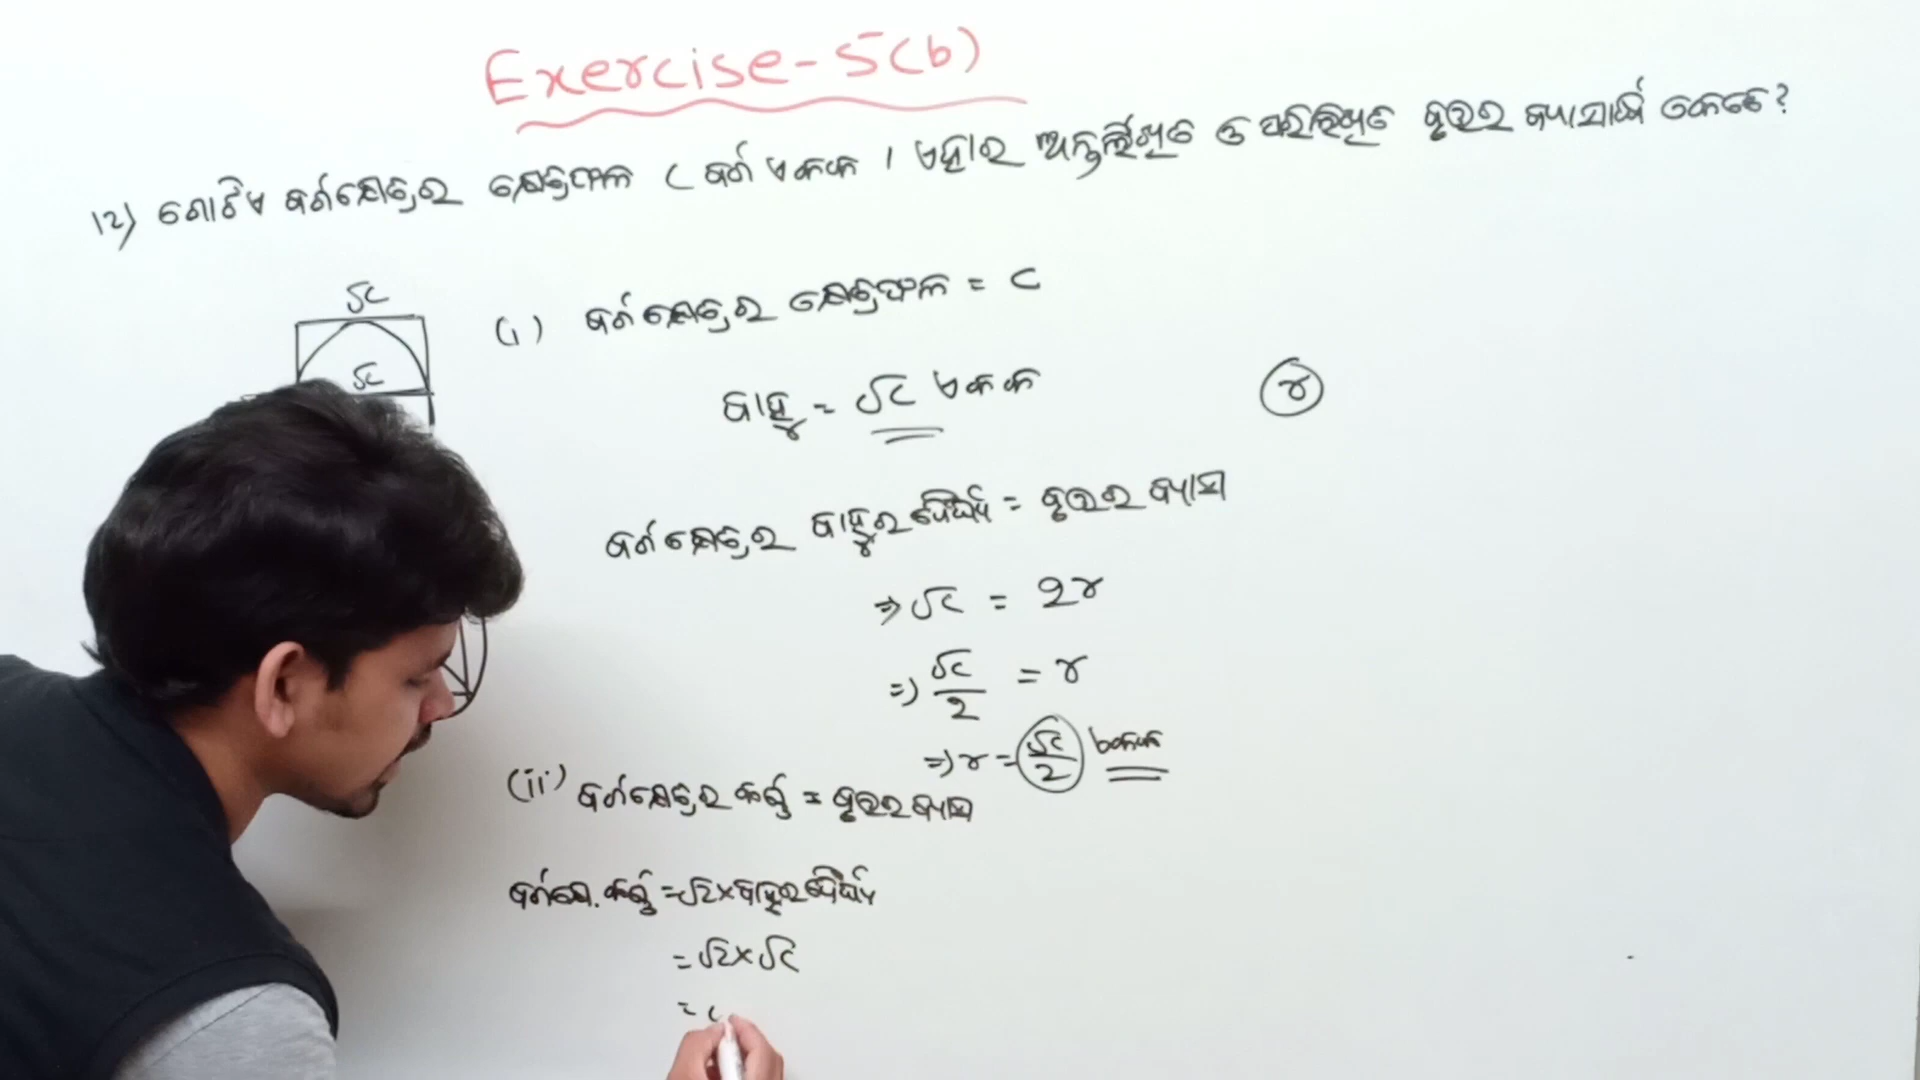 Exercise-5(b)
12) ଗୋଟିଏ ବର୍ଗକ୍ଷେତ୍ରର କ୍ଷେତ୍ରଫଳ C ବର୍ଗ ଏକକ । ଏହାର ଅନ୍ତର୍ଲିଖିତ ଓ ପରିଲିଖିତ ବୃତ୍ତର ବ୍ୟାସାର୍ଦ୍ଧ କେତେ?
√C
√C
(i) ବର୍ଗକ୍ଷେତ୍ରର କ୍ଷେତ୍ରଫଳ = C
ବାହୁ = √C ଏକକ
r
ବର୍ଗକ୍ଷେତ୍ରର ବାହୁର ଦୈର୍ଘ୍ୟ = ବୃତ୍ତର ବ୍ୟାସ
⇒ √C = 2r
⇒ √C/2 = r
⇒ r = √C/2 ଏକକ
(ii) ବର୍ଗକ୍ଷେତ୍ରର କର୍ଣ୍ଣ = ବୃତ୍ତର ବ୍ୟାସ
ବର୍ଗକ୍ଷେ. କର୍ଣ୍ଣ = √2 × ବାହୁର ଦୈର୍ଘ୍ୟ
= √2 × √C
=